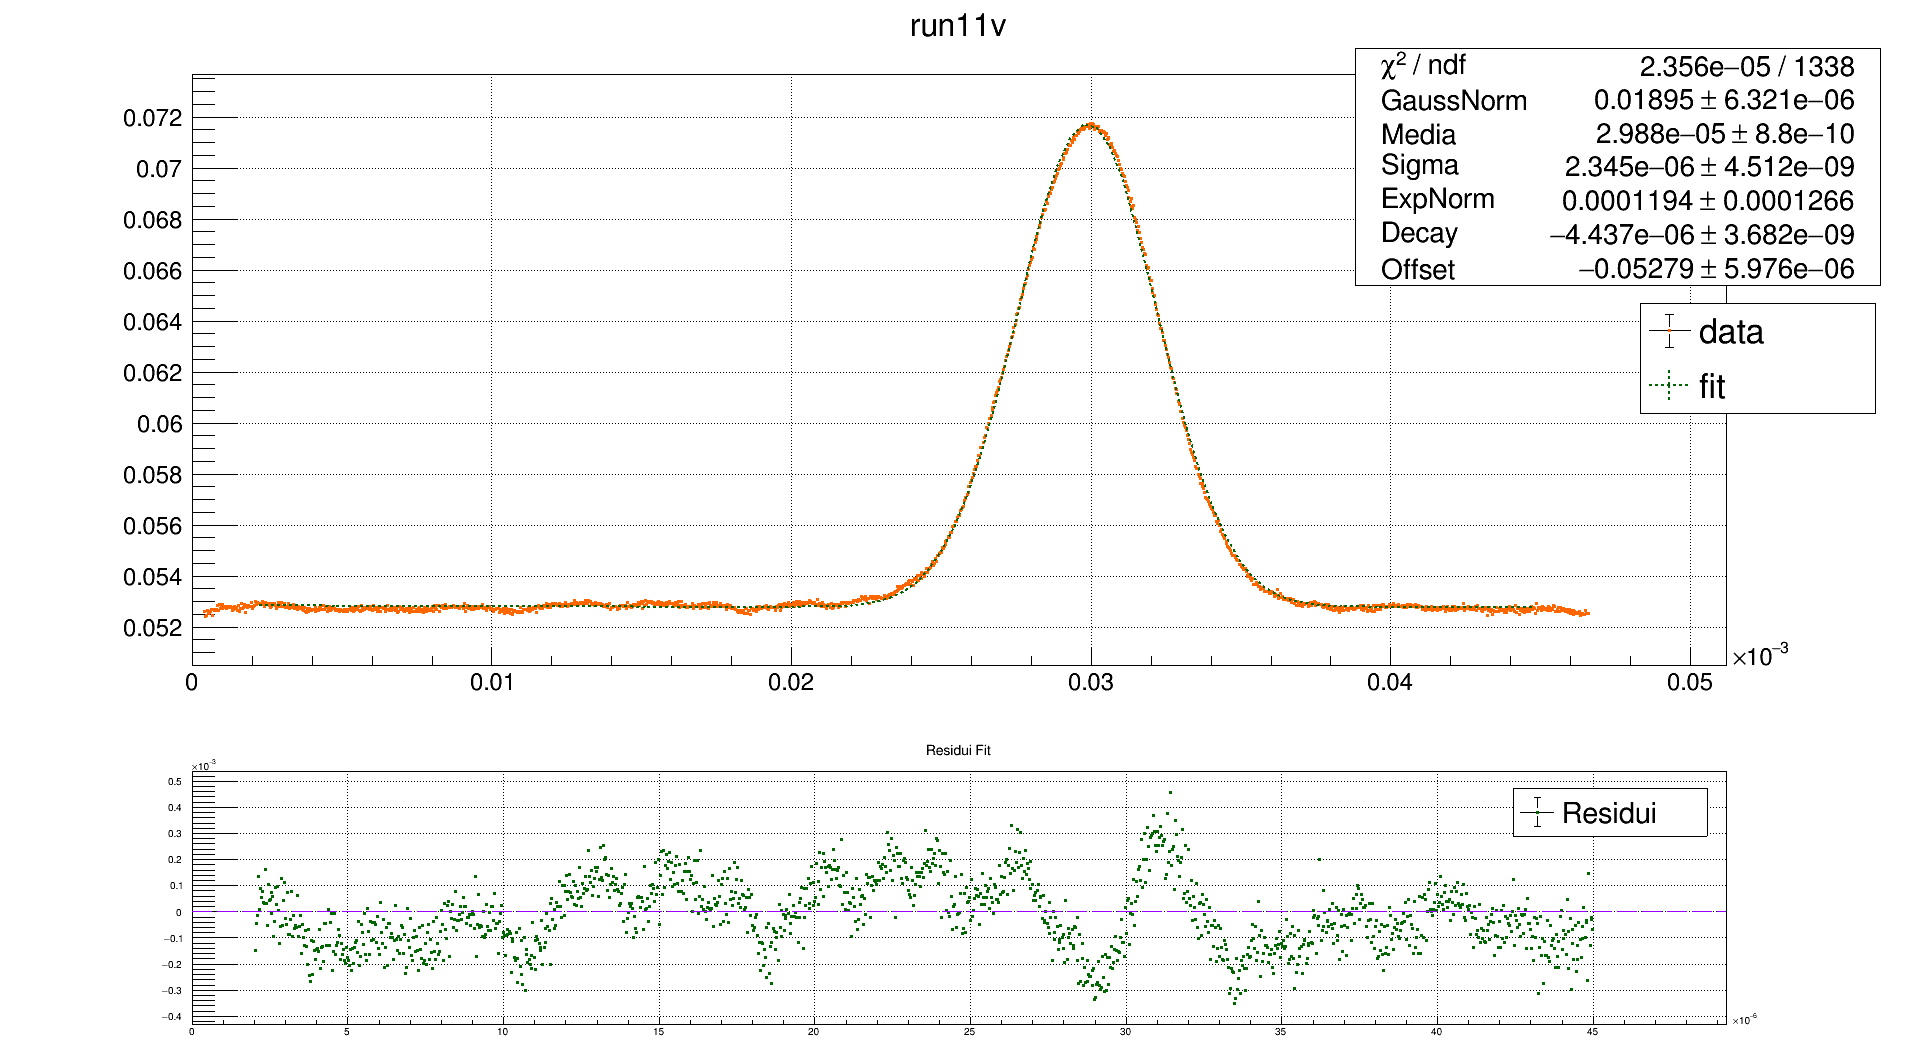 run11v
χ2 / ndf 2.356e−05 / 1338
GaussNorm 0.01895 ± 6.321e−06
Media 2.988e−05 ± 8.8e−10
Sigma 2.345e−06 ± 4.512e−09
ExpNorm 0.0001194 ± 0.0001266
Decay −4.437e−06 ± 3.682e−09
Offset −0.05279 ± 5.976e−06
data
fit
0.072
0.07
0.068
0.066
0.064
0.062
0.06
0.058
0.056
0.054
0.052
0 0.01 0.02 0.03 0.04 0.05
×10−3
Residui Fit
×10-3
Residui
0.5
0.4
0.3
0.2
0.1
0
−0.1
−0.2
−0.3
−0.4
0 5 10 15 20 25 30 35 40 45
×10-6